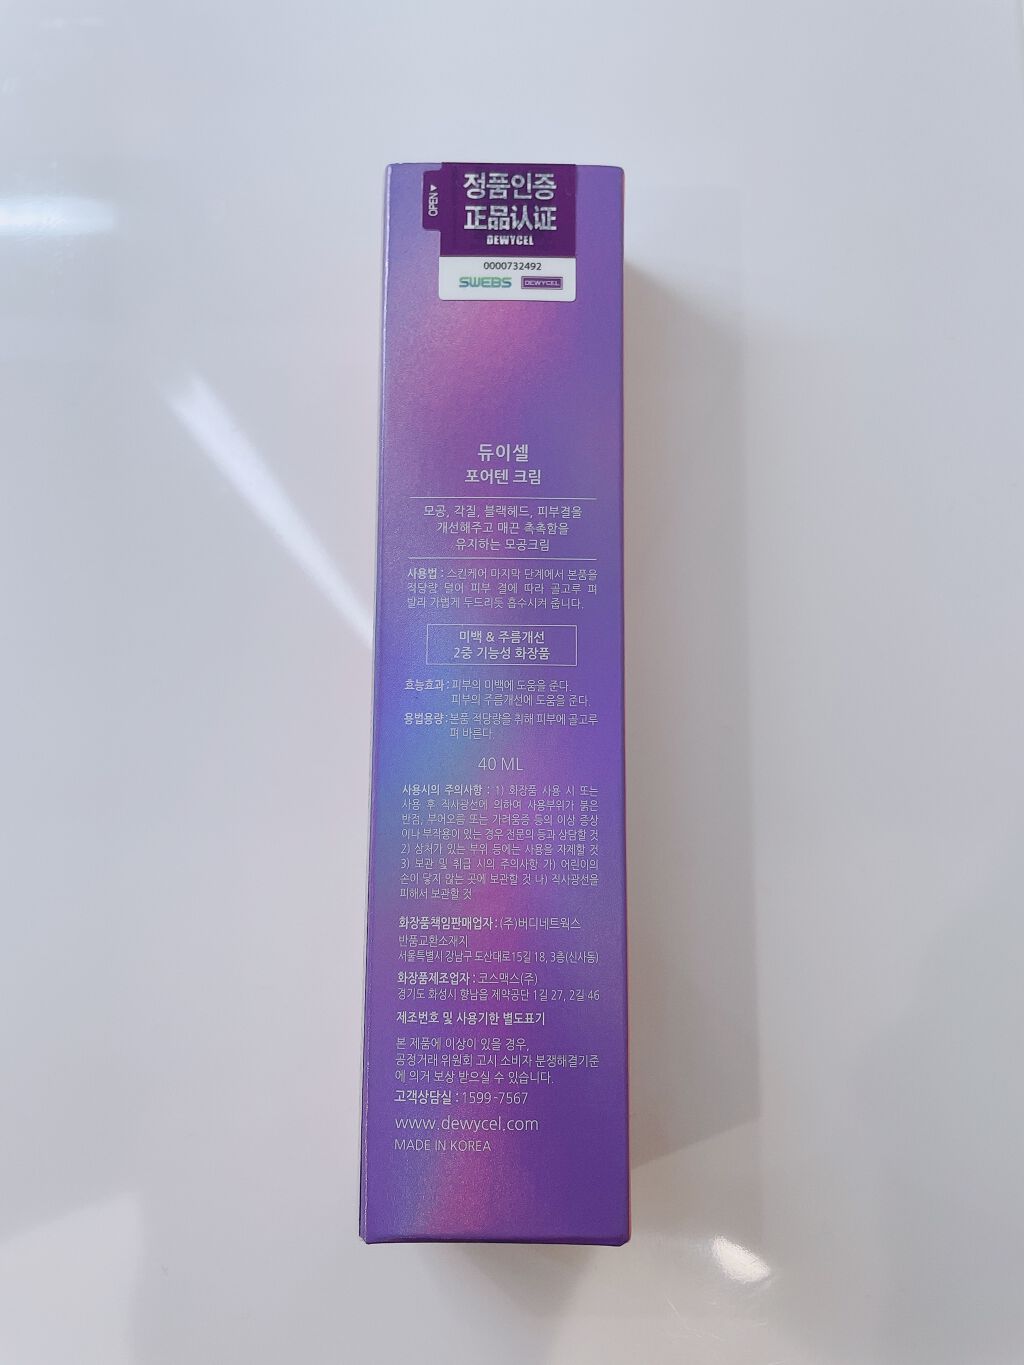 OPEN▼
정품인증
正品认证
DEWYCEL
0000732492
SWEBS DEWYCEL
듀이셀
포어텐 크림
모공, 각질, 블랙헤드, 피부결을
개선해주고 매끈 촉촉함을
유지하는 모공크림
사용법 : 스킨케어 마지막 단계에서 본품을
적당량 덜어 피부 결에 따라 골고루 펴
발라 가볍게 두드리듯 흡수시켜 줍니다.
미백 & 주름개선
2중 기능성 화장품
효능효과 : 피부의 미백에 도움을 준다.
피부의 주름개선에 도움을 준다.
용법용량 : 본품 적당량을 취해 피부에 골고루
펴 바른다.
40 ML
사용시의 주의사항 : 1) 화장품 사용 시 또는
사용 후 직사광선에 의하여 사용부위가 붉은
반점, 부어오름 또는 가려움증 등의 이상 증상
이나 부작용이 있는 경우 전문의 등과 상담할 것
2) 상처가 있는 부위 등에는 사용을 자제할 것
3) 보관 및 취급 시의 주의사항 가) 어린이의
손이 닿지 않는 곳에 보관할 것 나) 직사광선을
피해서 보관할 것
화장품책임판매업자 : (주)버디네트웍스
반품교환소재지
서울특별시 강남구 도산대로15길 18, 3층(신사동)
화장품제조업자 : 코스맥스(주)
경기도 화성시 향남읍 제약공단 1길 27, 2길 46
제조번호 및 사용기한 별도표기
본 제품에 이상이 있을 경우,
공정거래 위원회 고시 소비자 분쟁해결기준
에 의거 보상 받으실 수 있습니다.
고객상담실 : 1599-7567
www.dewycel.com
MADE IN KOREA